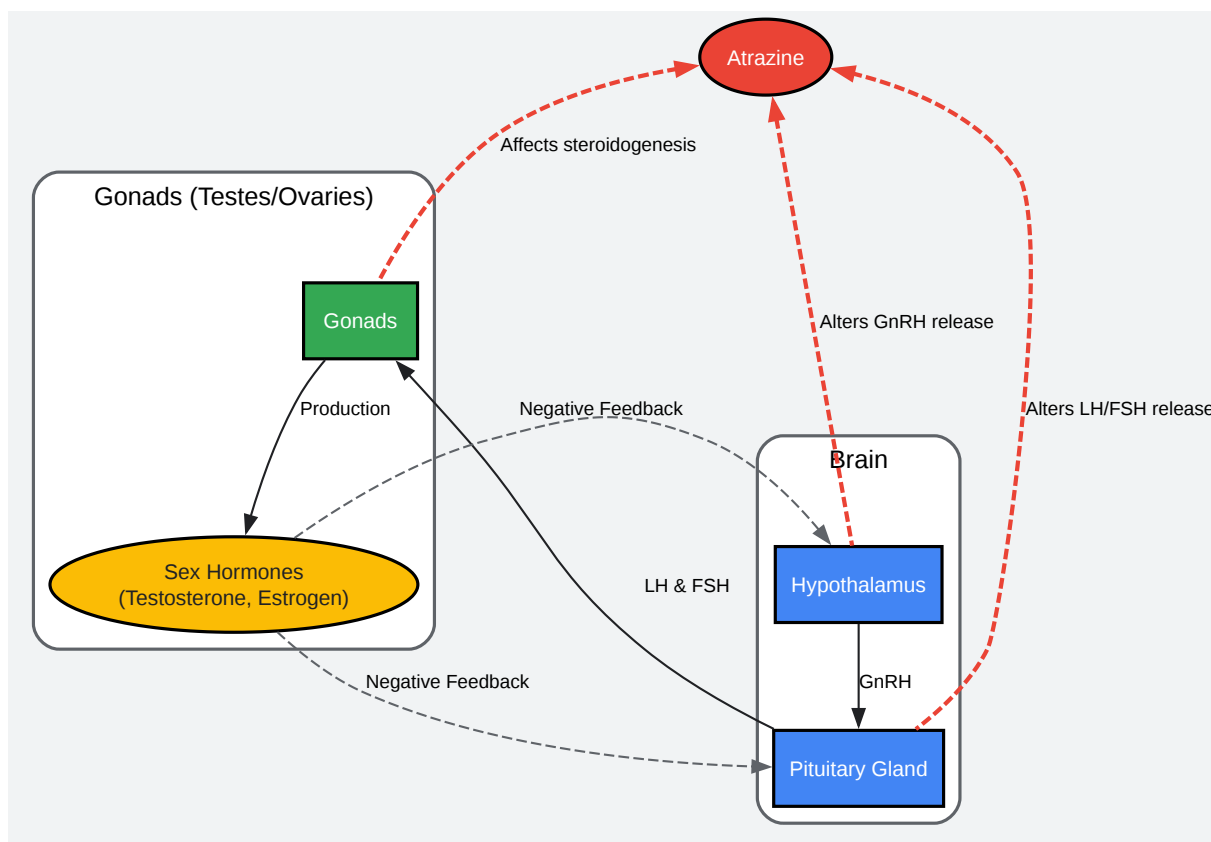 Atrazine
Affects steroidogenesis
Gonads (Testes/Ovaries)
Gonads
Alters GnRH release
Production
Negative Feedback
Alters LH/FSH release
Brain
Sex Hormones
(Testosterone, Estrogen)
LH & FSH
Hypothalamus
Negative Feedback
GnRH
Pituitary Gland